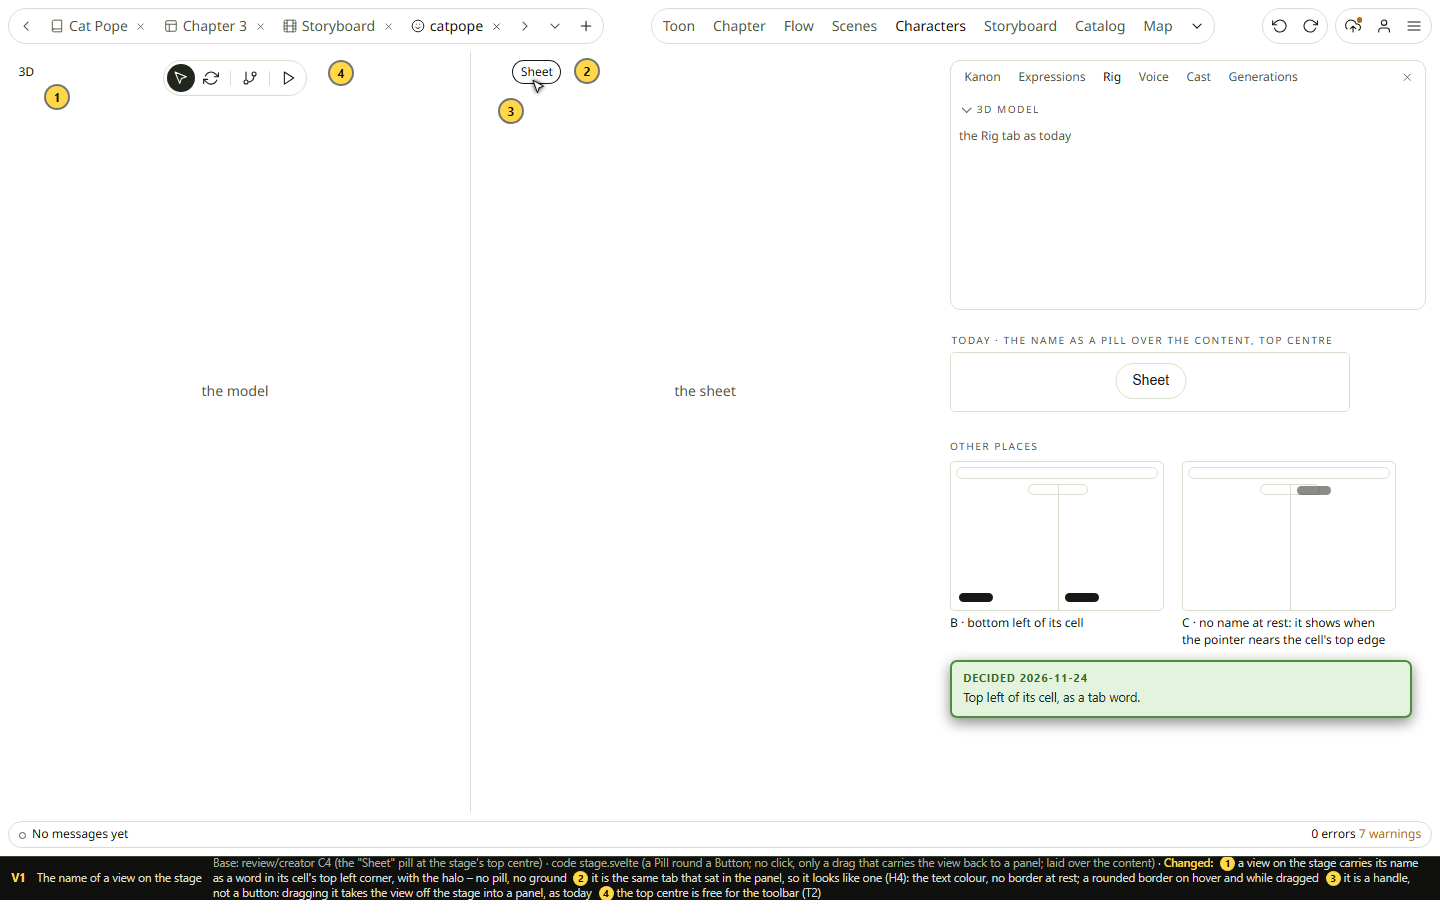 Cat Pope
Chapter 3
Storyboard
catpope
Toon Chapter Flow Scenes Characters Storyboard Catalog Map
3D
1
4
Sheet
2
3
the model
the sheet
Kanon Expressions Rig Voice Cast Generations
3D MODEL
the Rig tab as today
TODAY · THE NAME AS A PILL OVER THE CONTENT, TOP CENTRE
Sheet
OTHER PLACES
B · bottom left of its cell
C · no name at rest: it shows when
the pointer nears the cell's top edge
DECIDED 2026-11-24
Top left of its cell, as a tab word.
No messages yet
0 errors 7 warnings
V1 The name of a view on the stage
Base: review/creator C4 (the "Sheet" pill at the stage's top centre) · code stage.svelte (a Pill round a Button; no click, only a drag that carries the view back to a panel; laid over the content) · Changed: 1 a view on the stage carries its name
as a word in its cell's top left corner, with the halo – no pill, no ground 2 it is the same tab that sat in the panel, so it looks like one (H4): the text colour, no border at rest; a rounded border on hover and while dragged 3 it is a handle,
not a button: dragging it takes the view off the stage into a panel, as today 4 the top centre is free for the toolbar (T2)